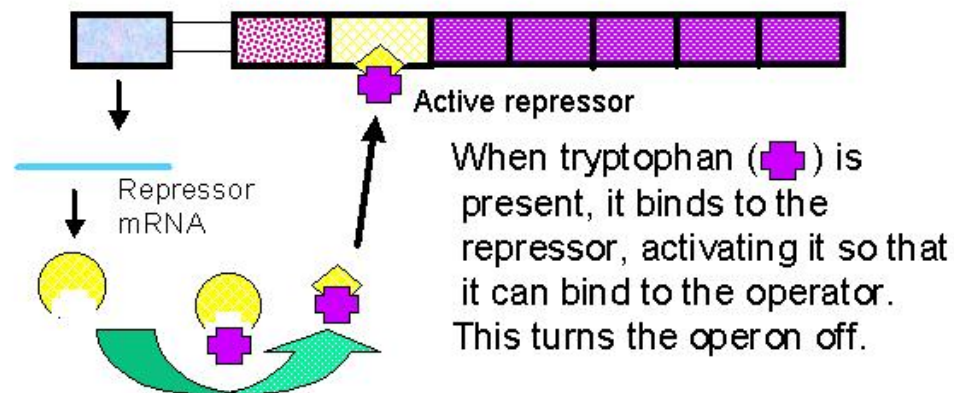 Active repressor
When tryptophan ( ) is
present, it binds to the
repressor, activating it so that
it can bind to the operator.
This turns the operon off.
Repressor
mRNA